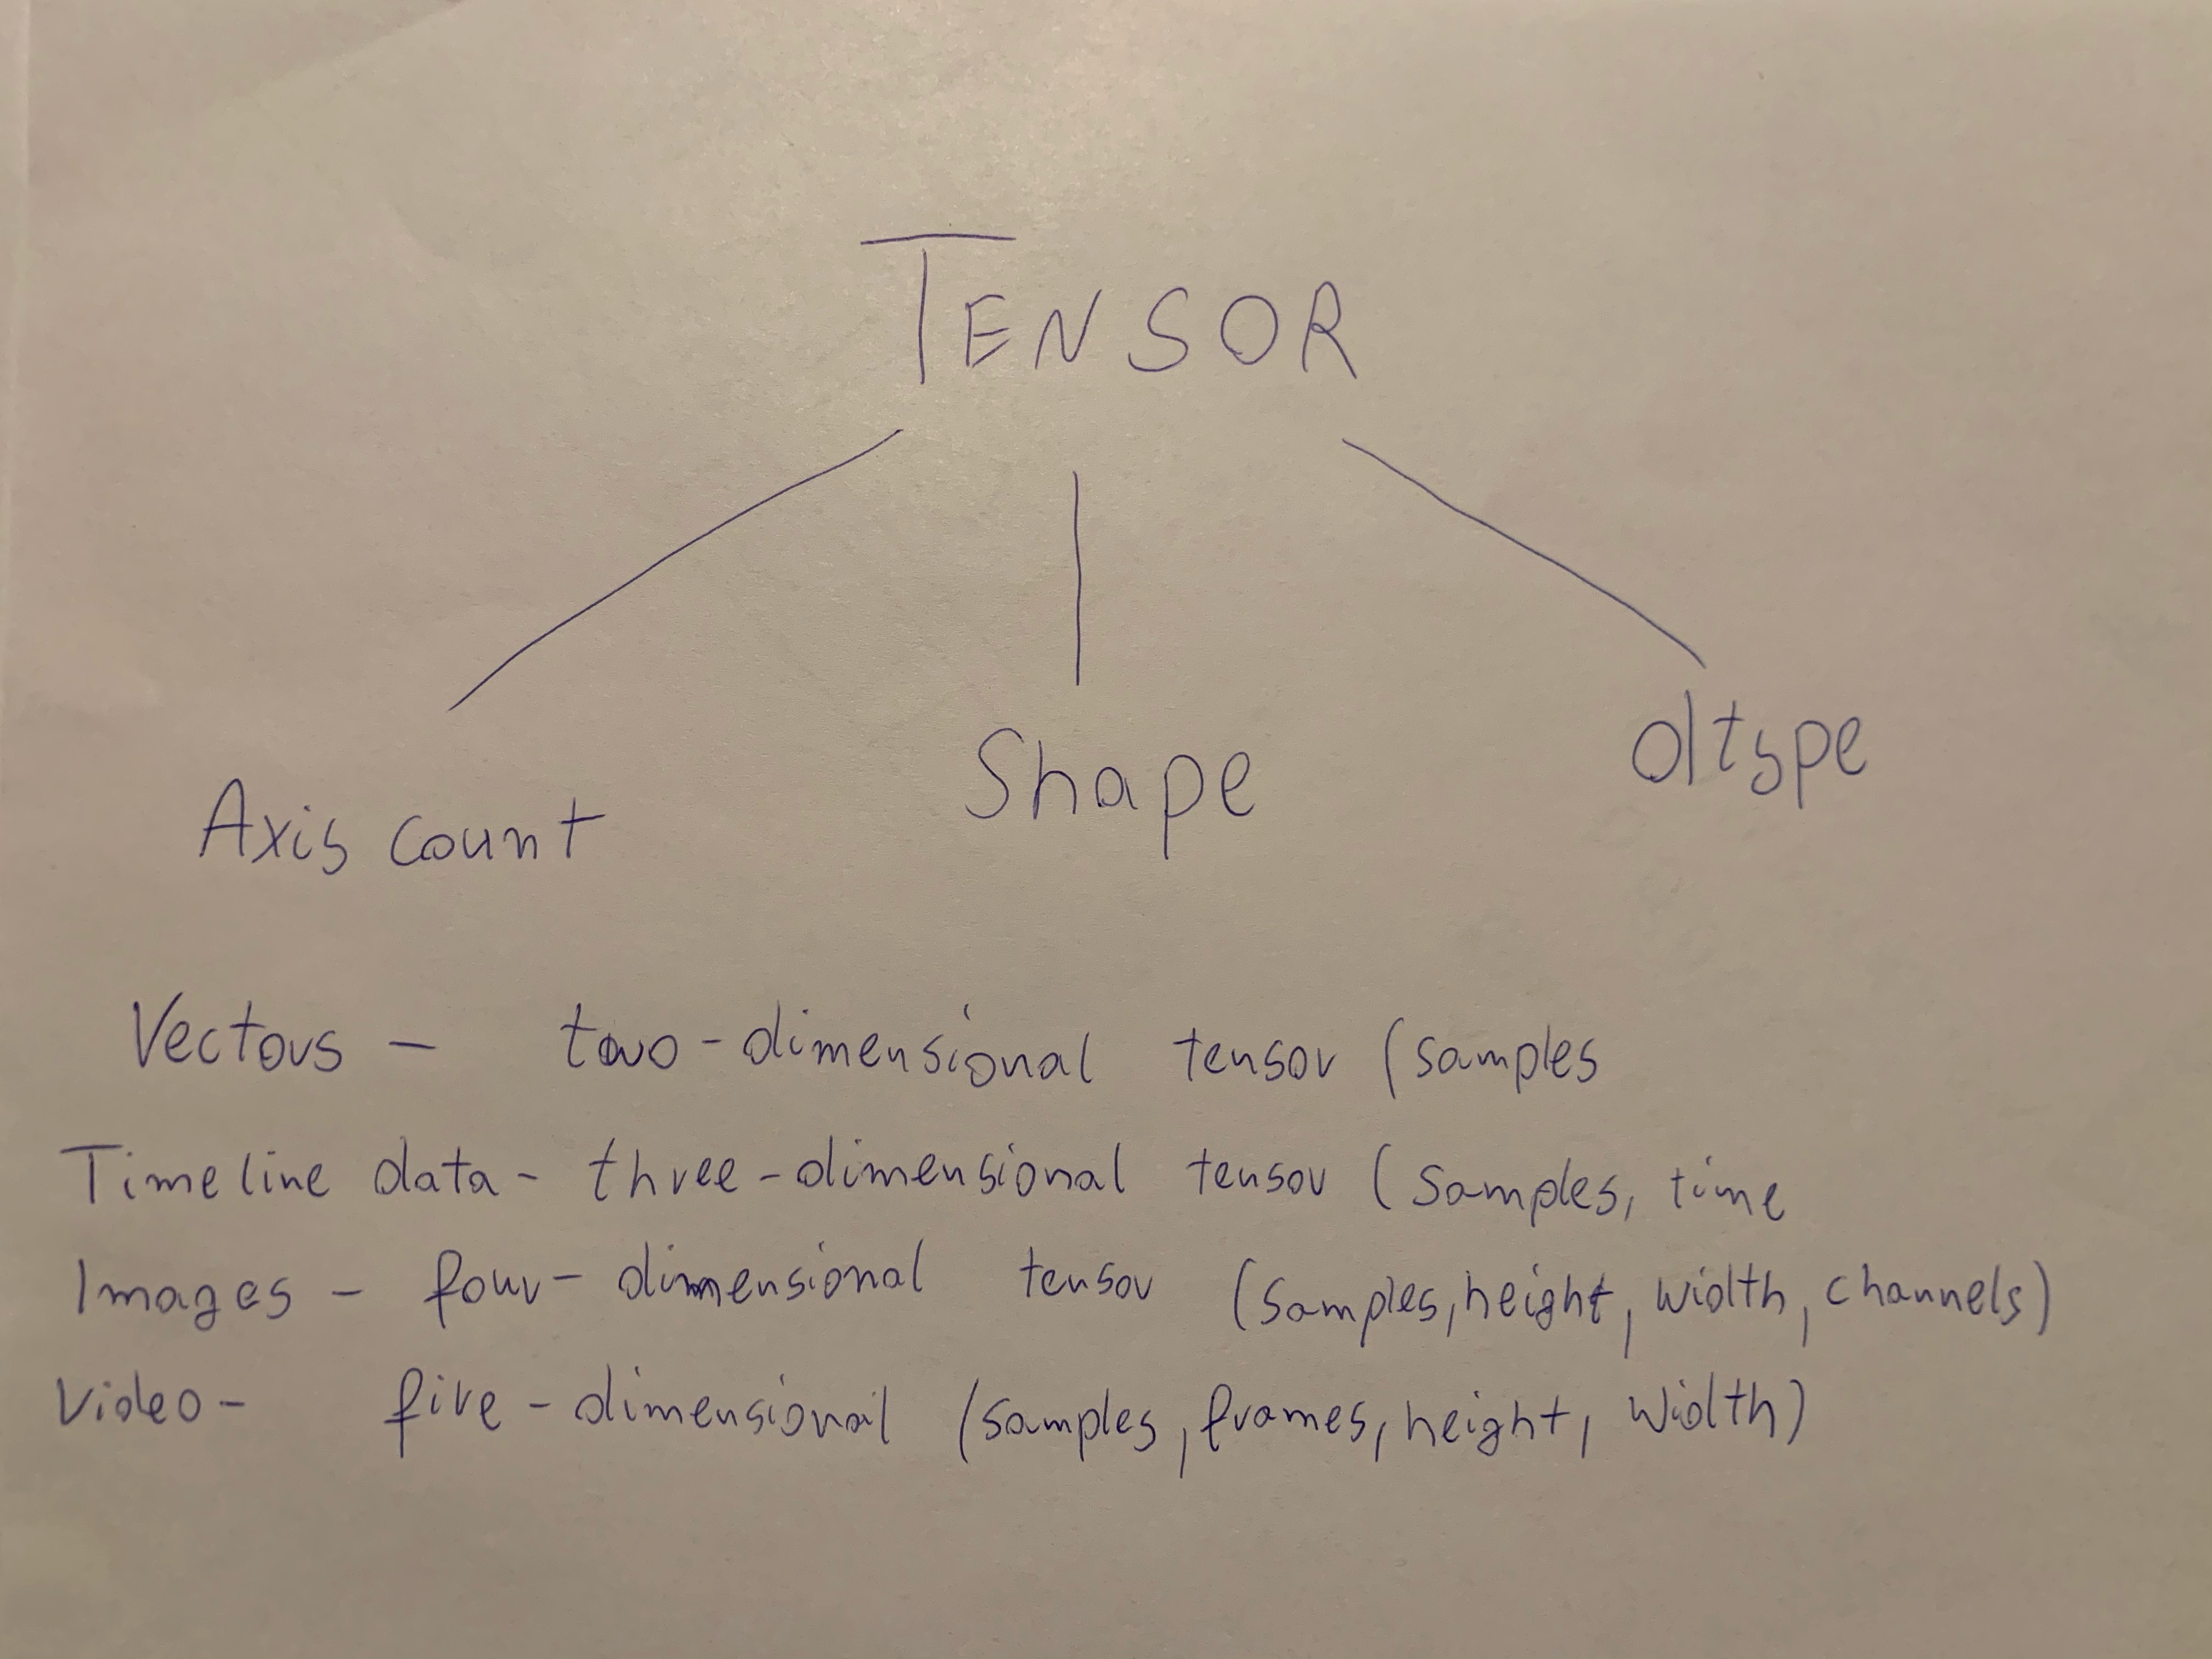 TENSOR
Axis count
Shape
dtype
Vectors - two-dimensional tensor (samples
Timeline data - three-dimensional tensor (samples, time
Images - four-dimensional tensor (samples, height, width, channels)
Video - five-dimensional (samples, frames, height, width)